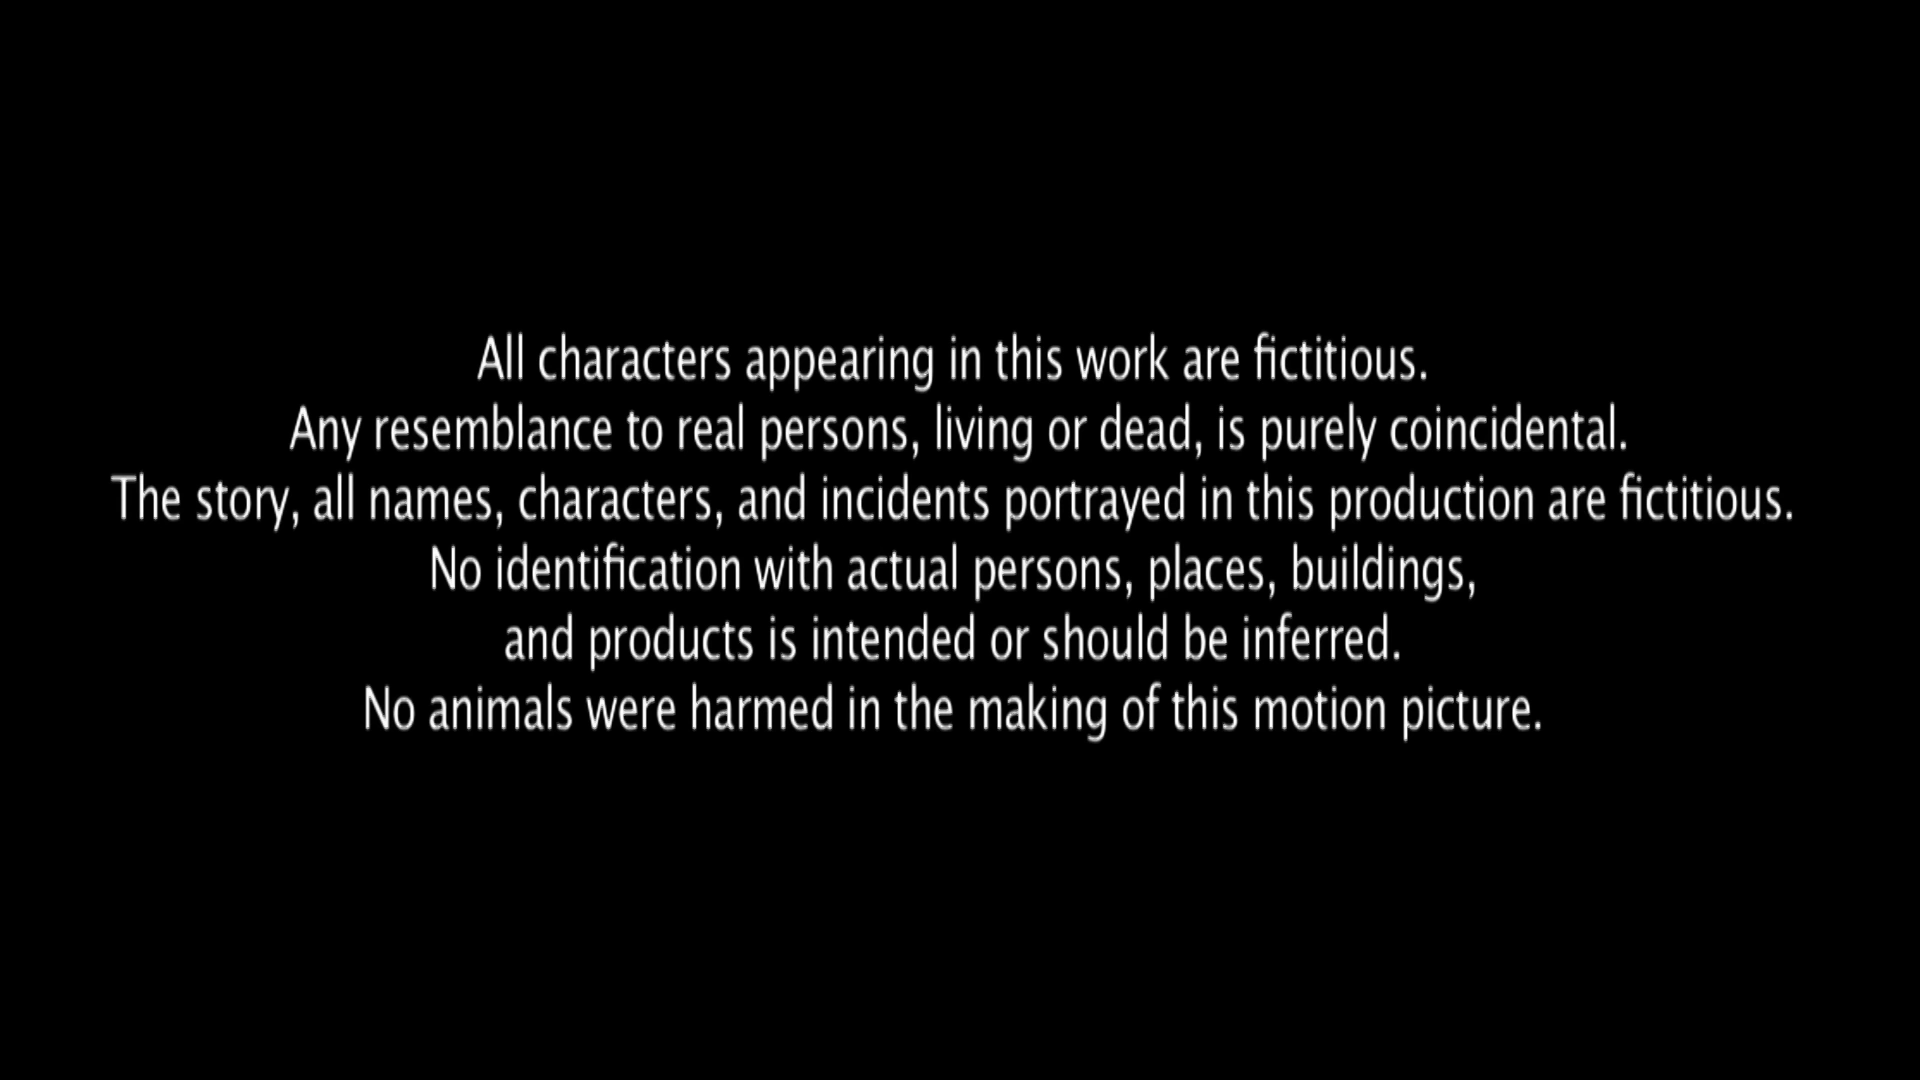 All characters appearing in this work are fictitious.
Any resemblance to real persons, living or dead, is purely coincidental.
The story, all names, characters, and incidents portrayed in this production are fictitious.
No identification with actual persons, places, buildings,
and products is intended or should be inferred.
No animals were harmed in the making of this motion picture.